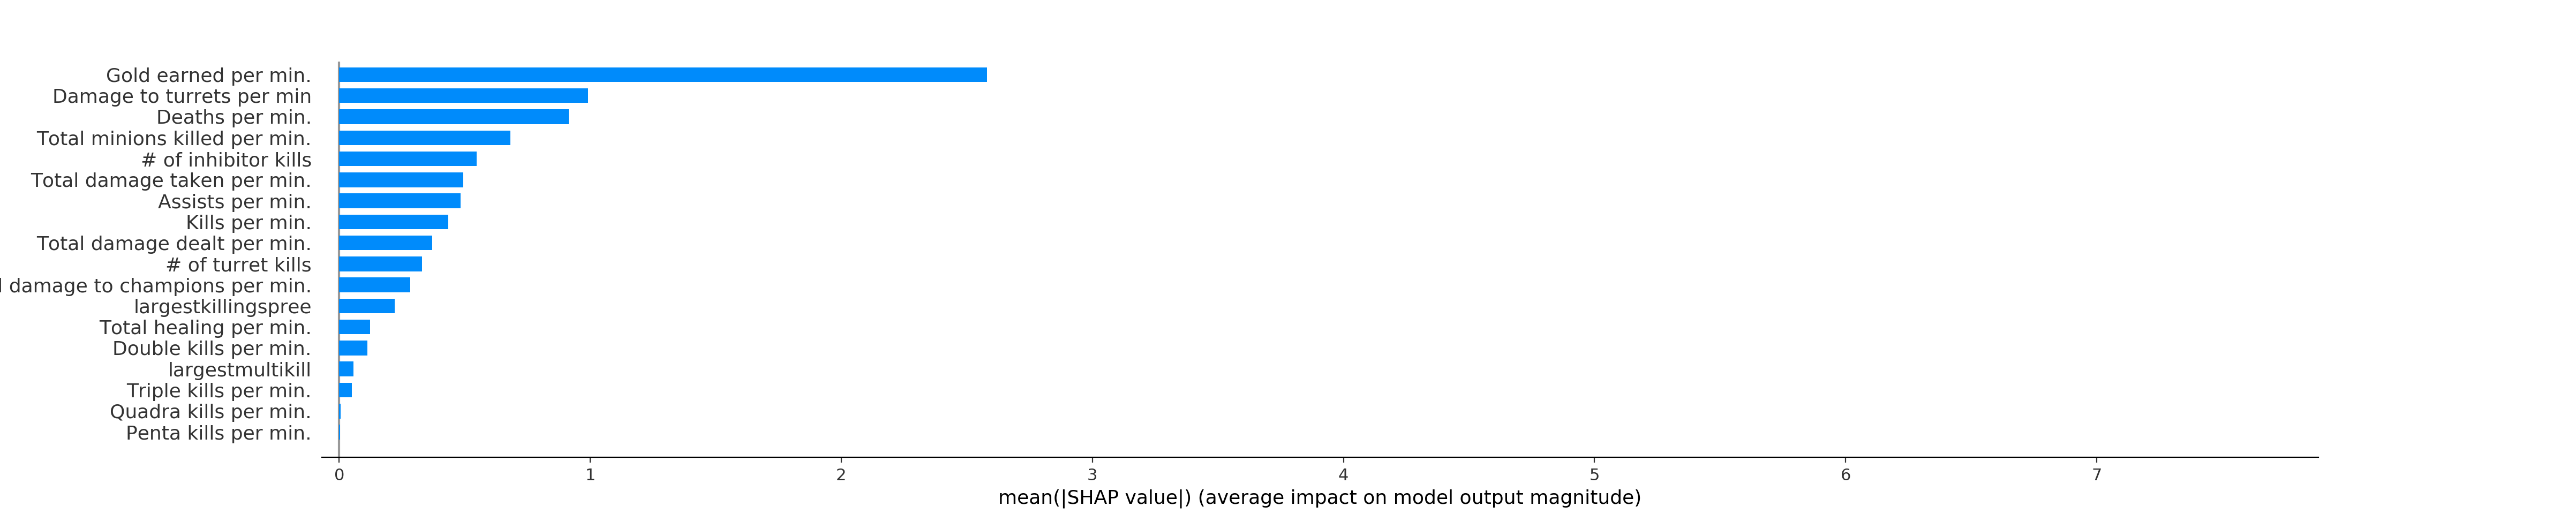 Gold earned per min.
Damage to turrets per min
Deaths per min.
Total minions killed per min.
# of inhibitor kills
Total damage taken per min.
Assists per min.
Kills per min.
Total damage dealt per min.
# of turret kills
damage to champions per min.
largestkillingspree
Total healing per min.
Double kills per min.
largestmultikill
Triple kills per min.
Quadra kills per min.
Penta kills per min.
0 1 2 3 4 5 6 7
mean(|SHAP value|) (average impact on model output magnitude)